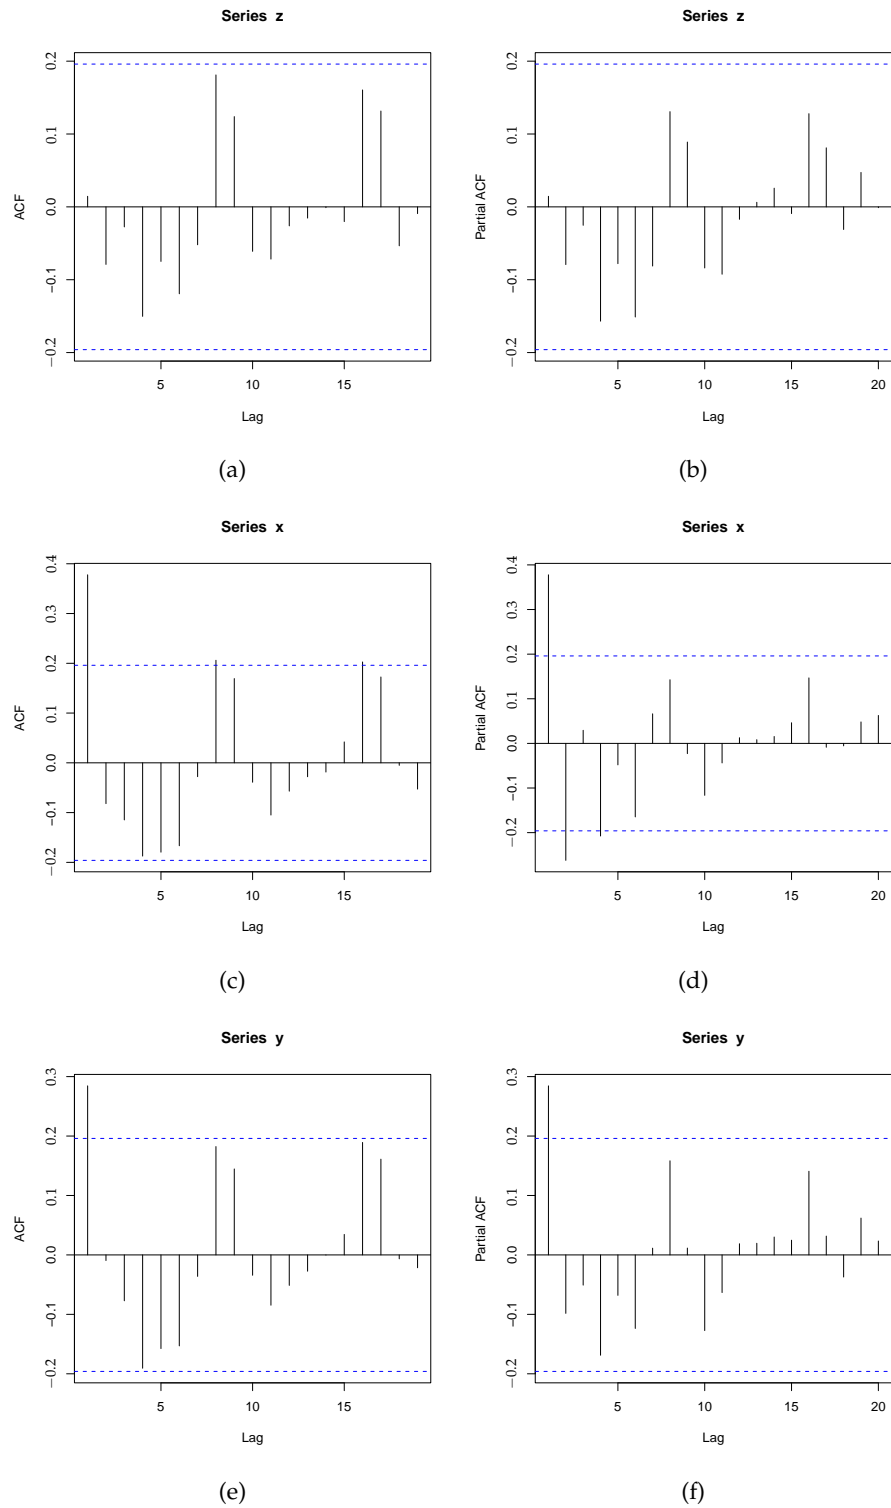 Series z
ACF
0.2
0.1
0.0
−0.1
−0.2
5
10
15
Lag
(a)
Series z
Partial ACF
0.2
0.1
0.0
−0.1
−0.2
5
10
15
20
Lag
(b)
Series x
ACF
0.4
0.3
0.2
0.1
0.0
−0.1
−0.2
5
10
15
Lag
(c)
Series x
Partial ACF
0.4
0.3
0.2
0.1
0.0
−0.1
−0.2
5
10
15
20
Lag
(d)
Series y
ACF
0.3
0.2
0.1
0.0
−0.1
−0.2
5
10
15
Lag
(e)
Series y
Partial ACF
0.3
0.2
0.1
0.0
−0.1
−0.2
5
10
15
20
Lag
(f)